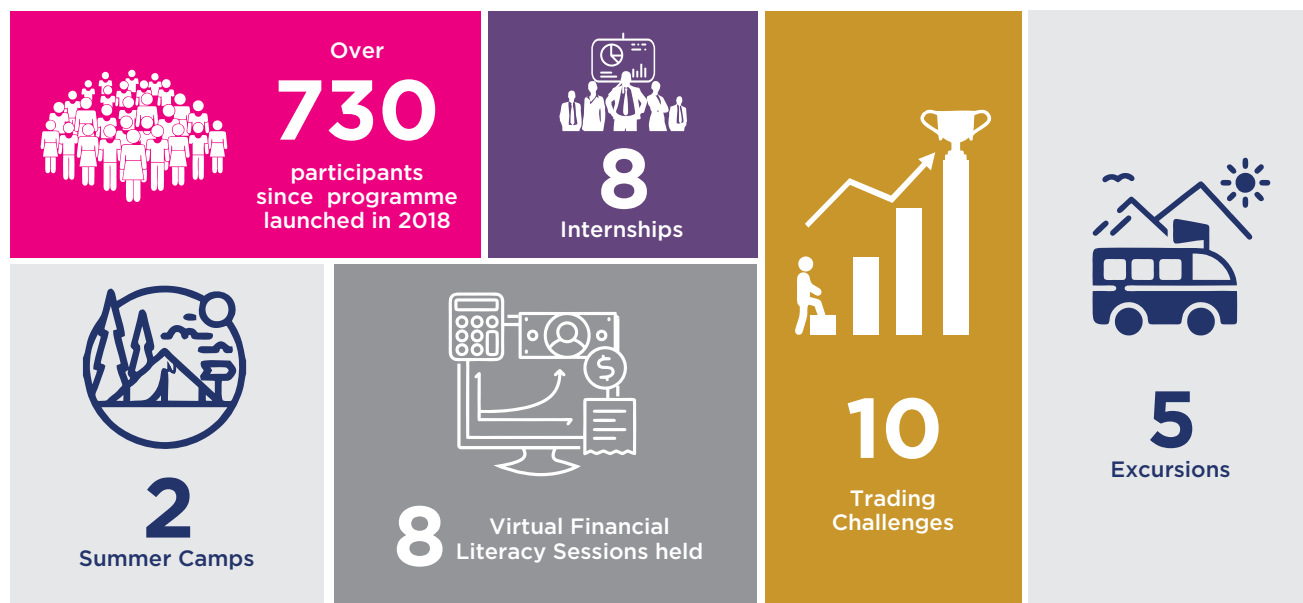 Over
730
participants
since programme
launched in 2018
8
Internships
2
Summer Camps
8
Virtual Financial
Literacy Sessions held
10
Trading
Challenges
5
Excursions